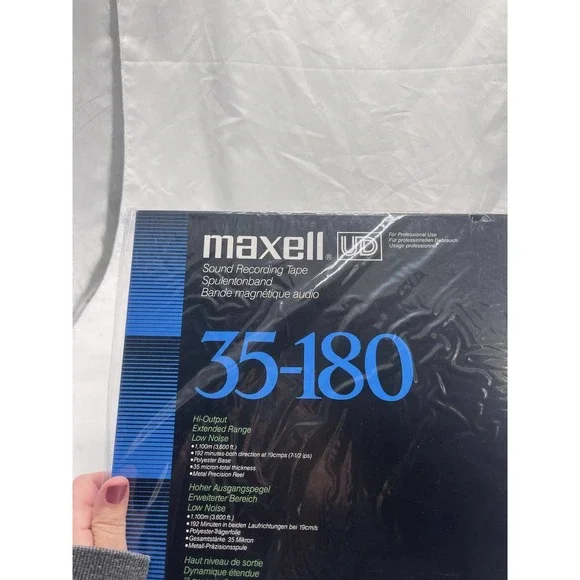 maxell® UD
For Professional Use
Für professionellen Gebrauch
Usage professionnel
Sound Recording Tape
Spulentonband
Bande magnétique audio
35-180
Hi-Output
Extended Range
Low Noise
•1,100m (3,600 ft.)
•192 minutes-both direction at 19cmps (7-1/2 ips)
•Polyester Base
•35 micron-total thickness
•Metal Precision Reel
Hoher Ausgangspegel
Erweiterter Bereich
Low Noise
•1,100m (3,600 ft.)
•192 Minuten in beiden Laufrichtungen bei 19cm/s
•Polyester-Trägerfolie
•Gesamtstärke 35 Mikron
•Metall-Präzisionsspule
Haut niveau de sortie
Dynamique étendue